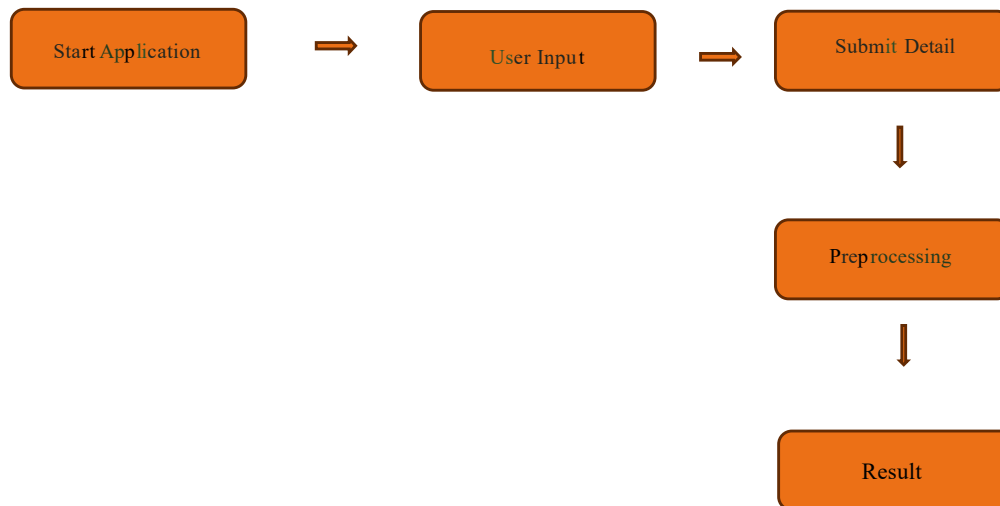 Start Application
User Input
Submit Detail
Preprocessing
Result